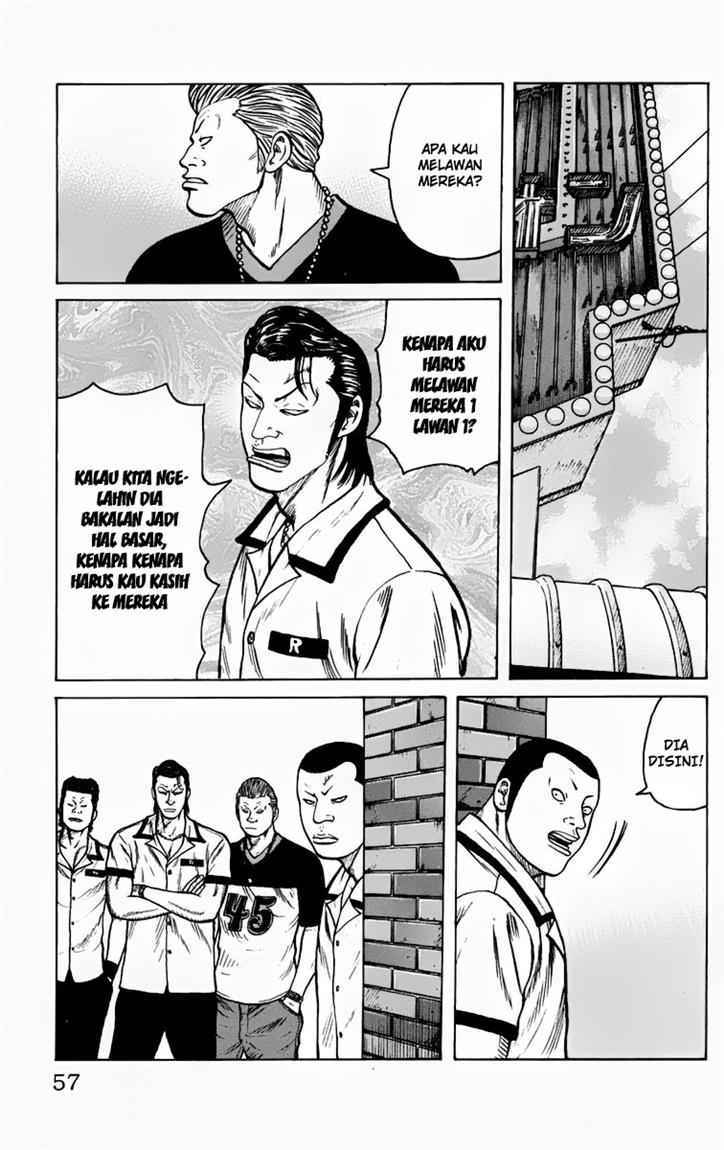 APA KAU
MELAWAN
MEREKA?
KENAPA AKU
HARUS
MELAWAN
MEREKA 1
LAWAN 1?
KALAU KITA NGE-
LAHIN DIA
BAKALAN JADI
HAL BASAR,
KENAPA KENAPA
HARUS KAU KASIH
KE MEREKA
R
DIA
DISINI!
45
57